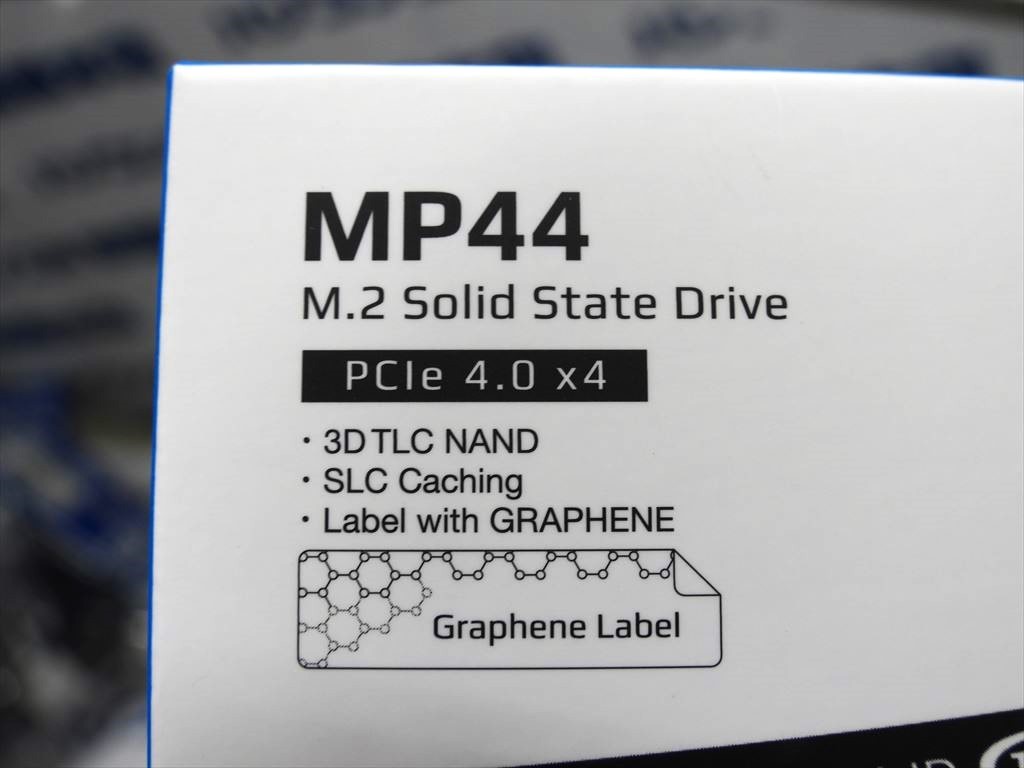 MP44
M.2 Solid State Drive
PCIe 4.0 x4
· 3D TLC NAND
· SLC Caching
· Label with GRAPHENE
Graphene Label